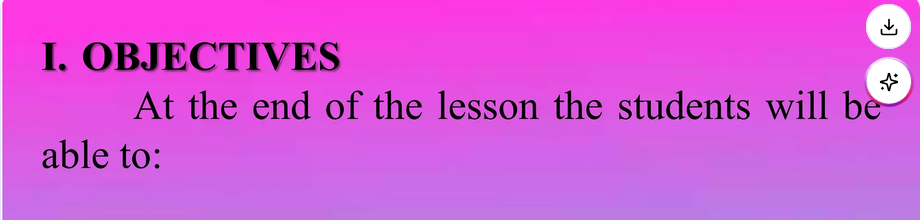 I. OBJECTIVES
At the end of the lesson the students will be
able to: